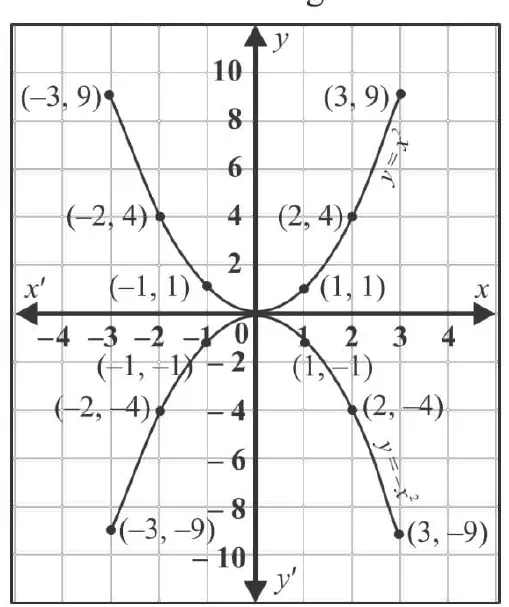 y
10
(–3, 9) (3, 9)
8
y = x²
6
(–2, 4) 4 (2, 4)
2
(–1, 1) (1, 1)
x′ x
–4 –3 –2 –1 0 1 2 3 4
(–1, –1) –2 (1, –1)
(–2, –4) –4 (2, –4)
y = –x²
–6
–8
(–3, –9) (3, –9)
–10
y′